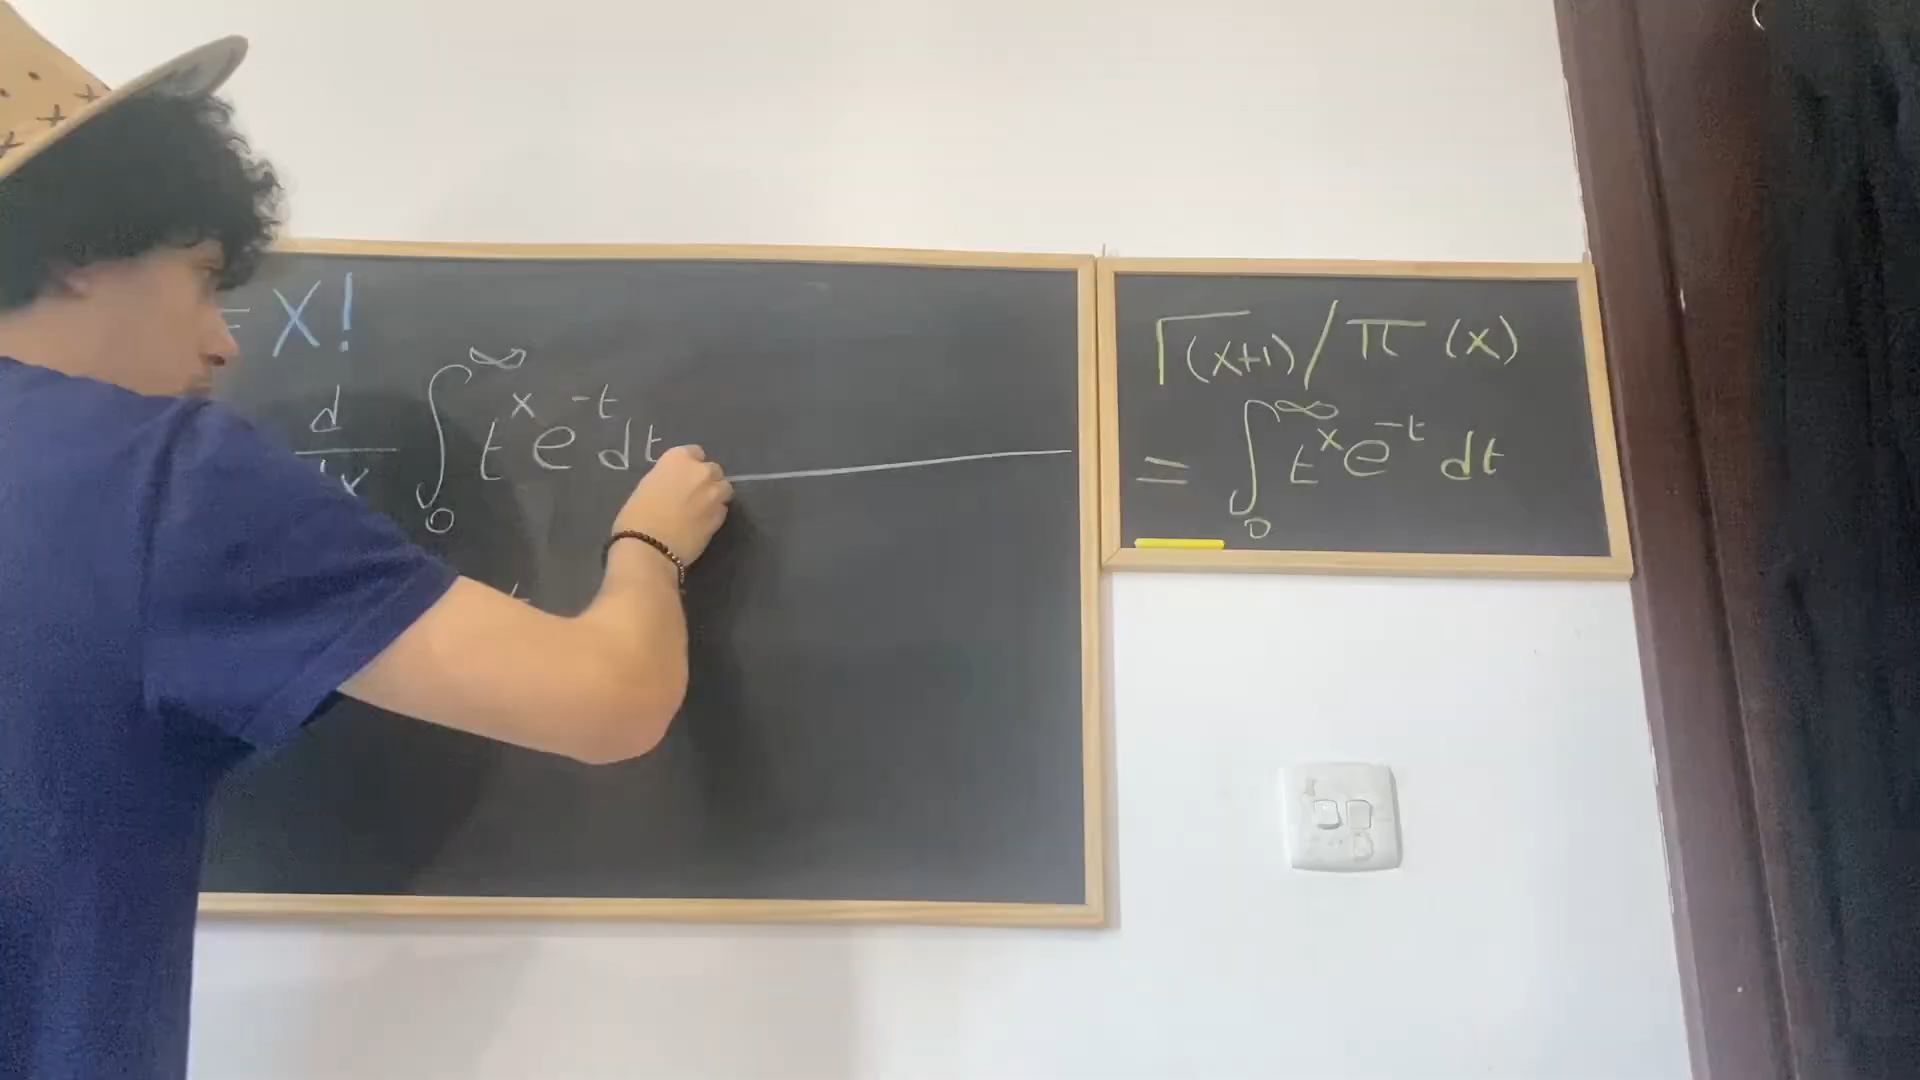 = X!
d/dx ∫₀^∞ t^x e^-t dt
Γ(x+1)/π(x)
= ∫₀^∞ t^x e^-t dt